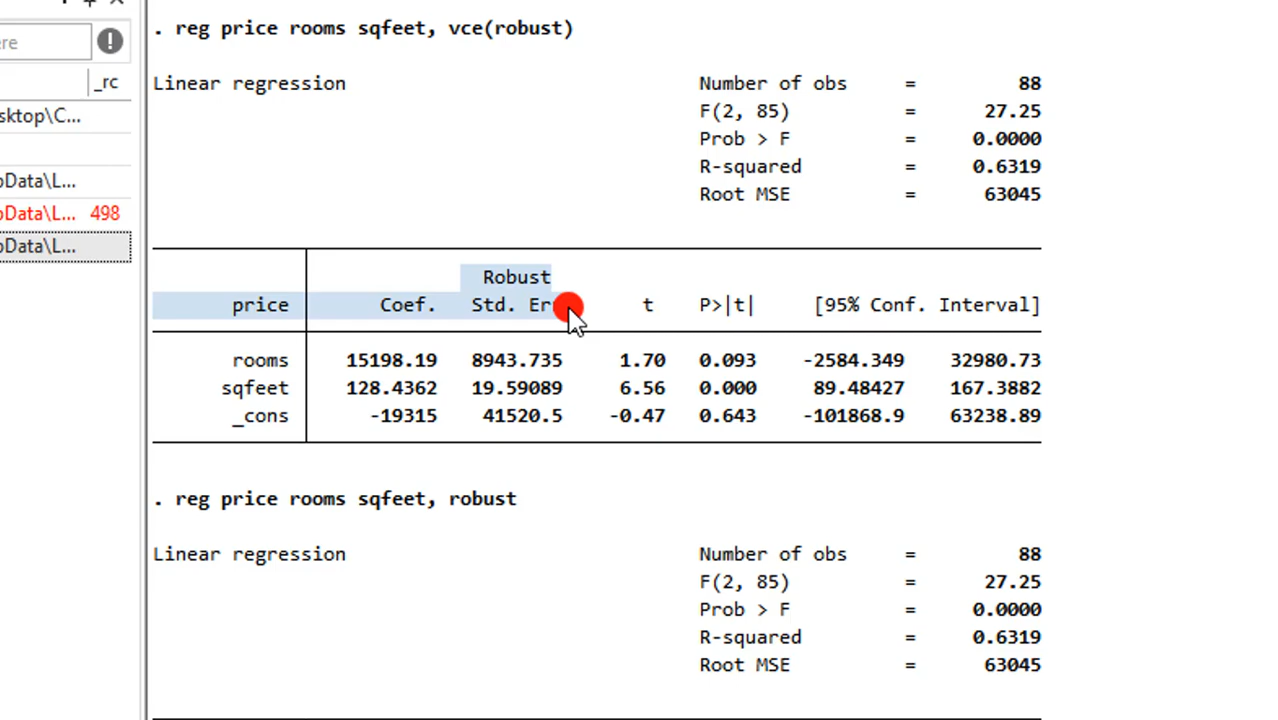 ere
_rc
sktop\C...
oData\L...
oData\L... 498
oData\L...
. reg price rooms sqfeet, vce(robust)
Linear regression Number of obs = 88
F(2, 85) = 27.25
Prob > F = 0.0000
R-squared = 0.6319
Root MSE = 63045
Robust
price Coef. Std. Er t P>|t| [95% Conf. Interval]
rooms 15198.19 8943.735 1.70 0.093 -2584.349 32980.73
sqfeet 128.4362 19.59089 6.56 0.000 89.48427 167.3882
_cons -19315 41520.5 -0.47 0.643 -101868.9 63238.89
. reg price rooms sqfeet, robust
Linear regression Number of obs = 88
F(2, 85) = 27.25
Prob > F = 0.0000
R-squared = 0.6319
Root MSE = 63045